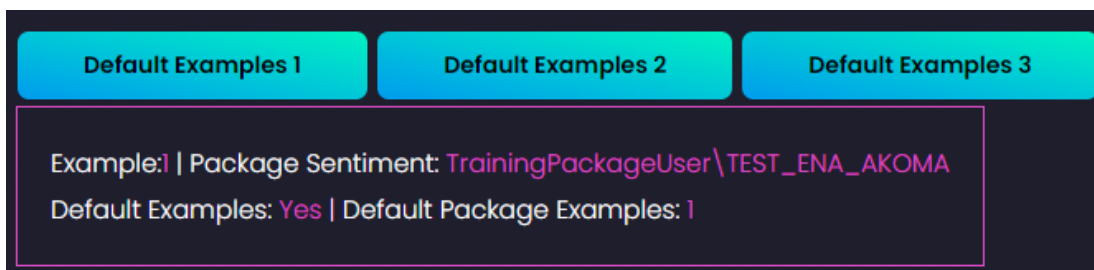 Default Examples 1 Default Examples 2 Default Examples 3
Example:1 | Package Sentiment: TrainingPackageUser\TEST_ENA_AKOMA
Default Examples: Yes | Default Package Examples: 1